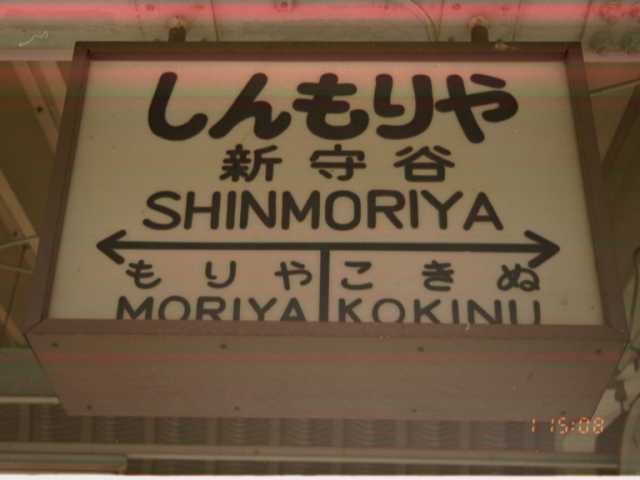 しんもりや
新守谷
SHINMORIYA
もりや こきぬ
MORIYA KOKINU
1 15:08